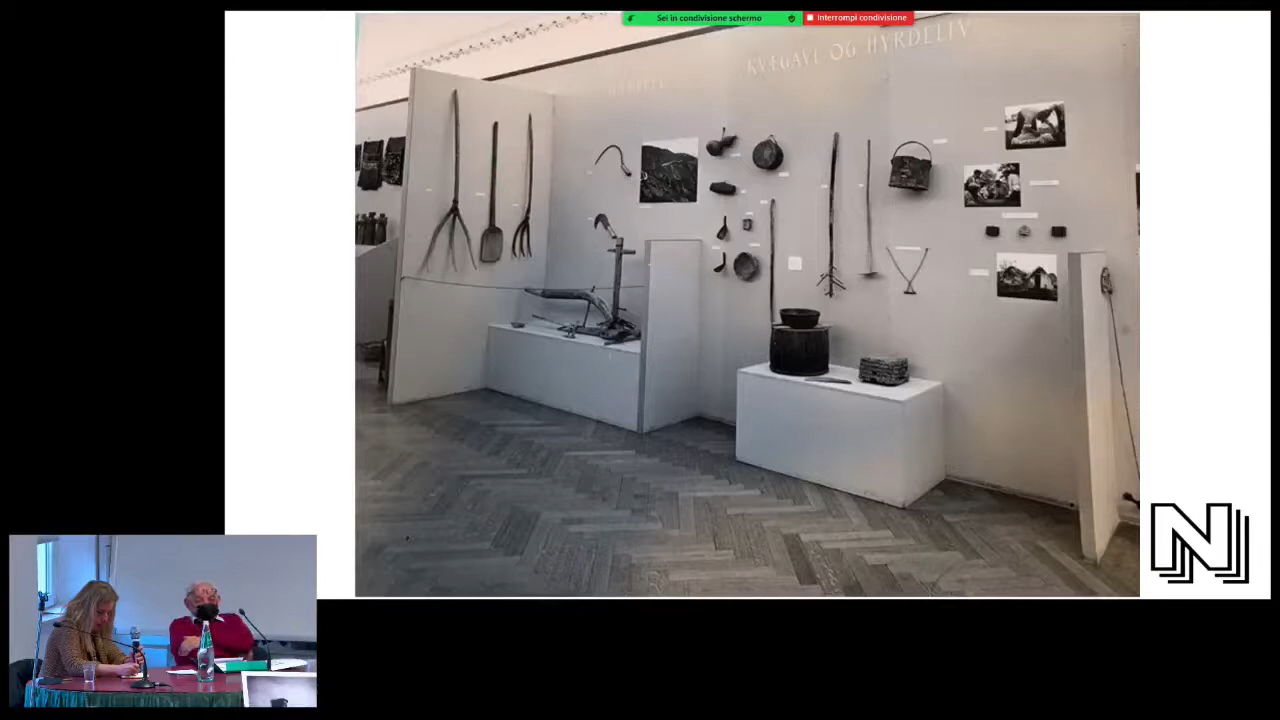 Sei in condivisione schermo
Interrompi condivisione
KVEGAVL OG HYRDELIV
N